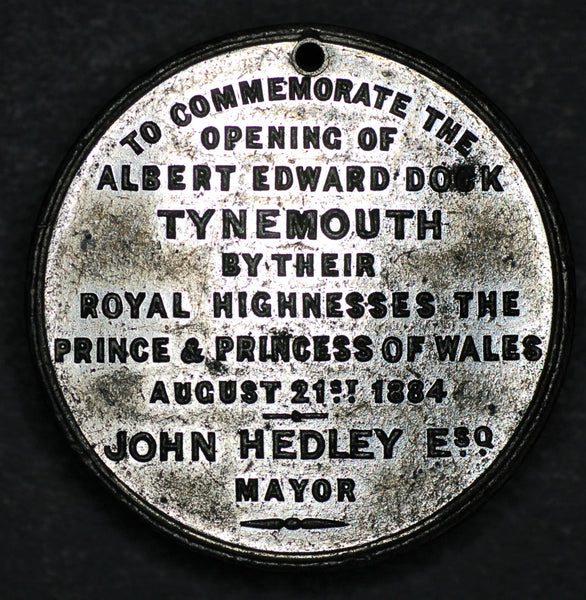 TO COMMEMORATE THE
OPENING OF
ALBERT EDWARD DOCK
TYNEMOUTH
BY THEIR
ROYAL HIGHNESSES THE
PRINCE & PRINCESS OF WALES
AUGUST 21ST 1884
JOHN HEDLEY ESQ
MAYOR